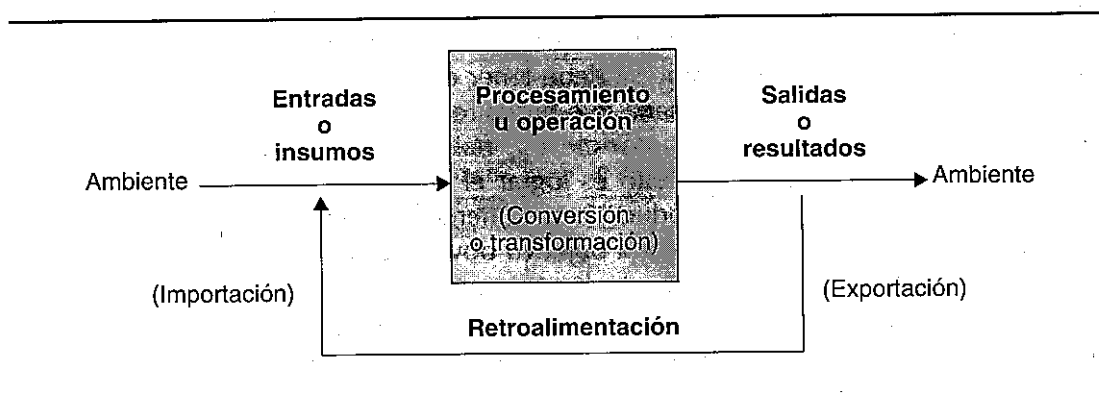 Entradas
o
insumos
Procesamiento
u operación
Salidas
o
resultados
Ambiente
Ambiente
(Conversión
o transformación)
(Importación)
(Exportación)
Retroalimentación